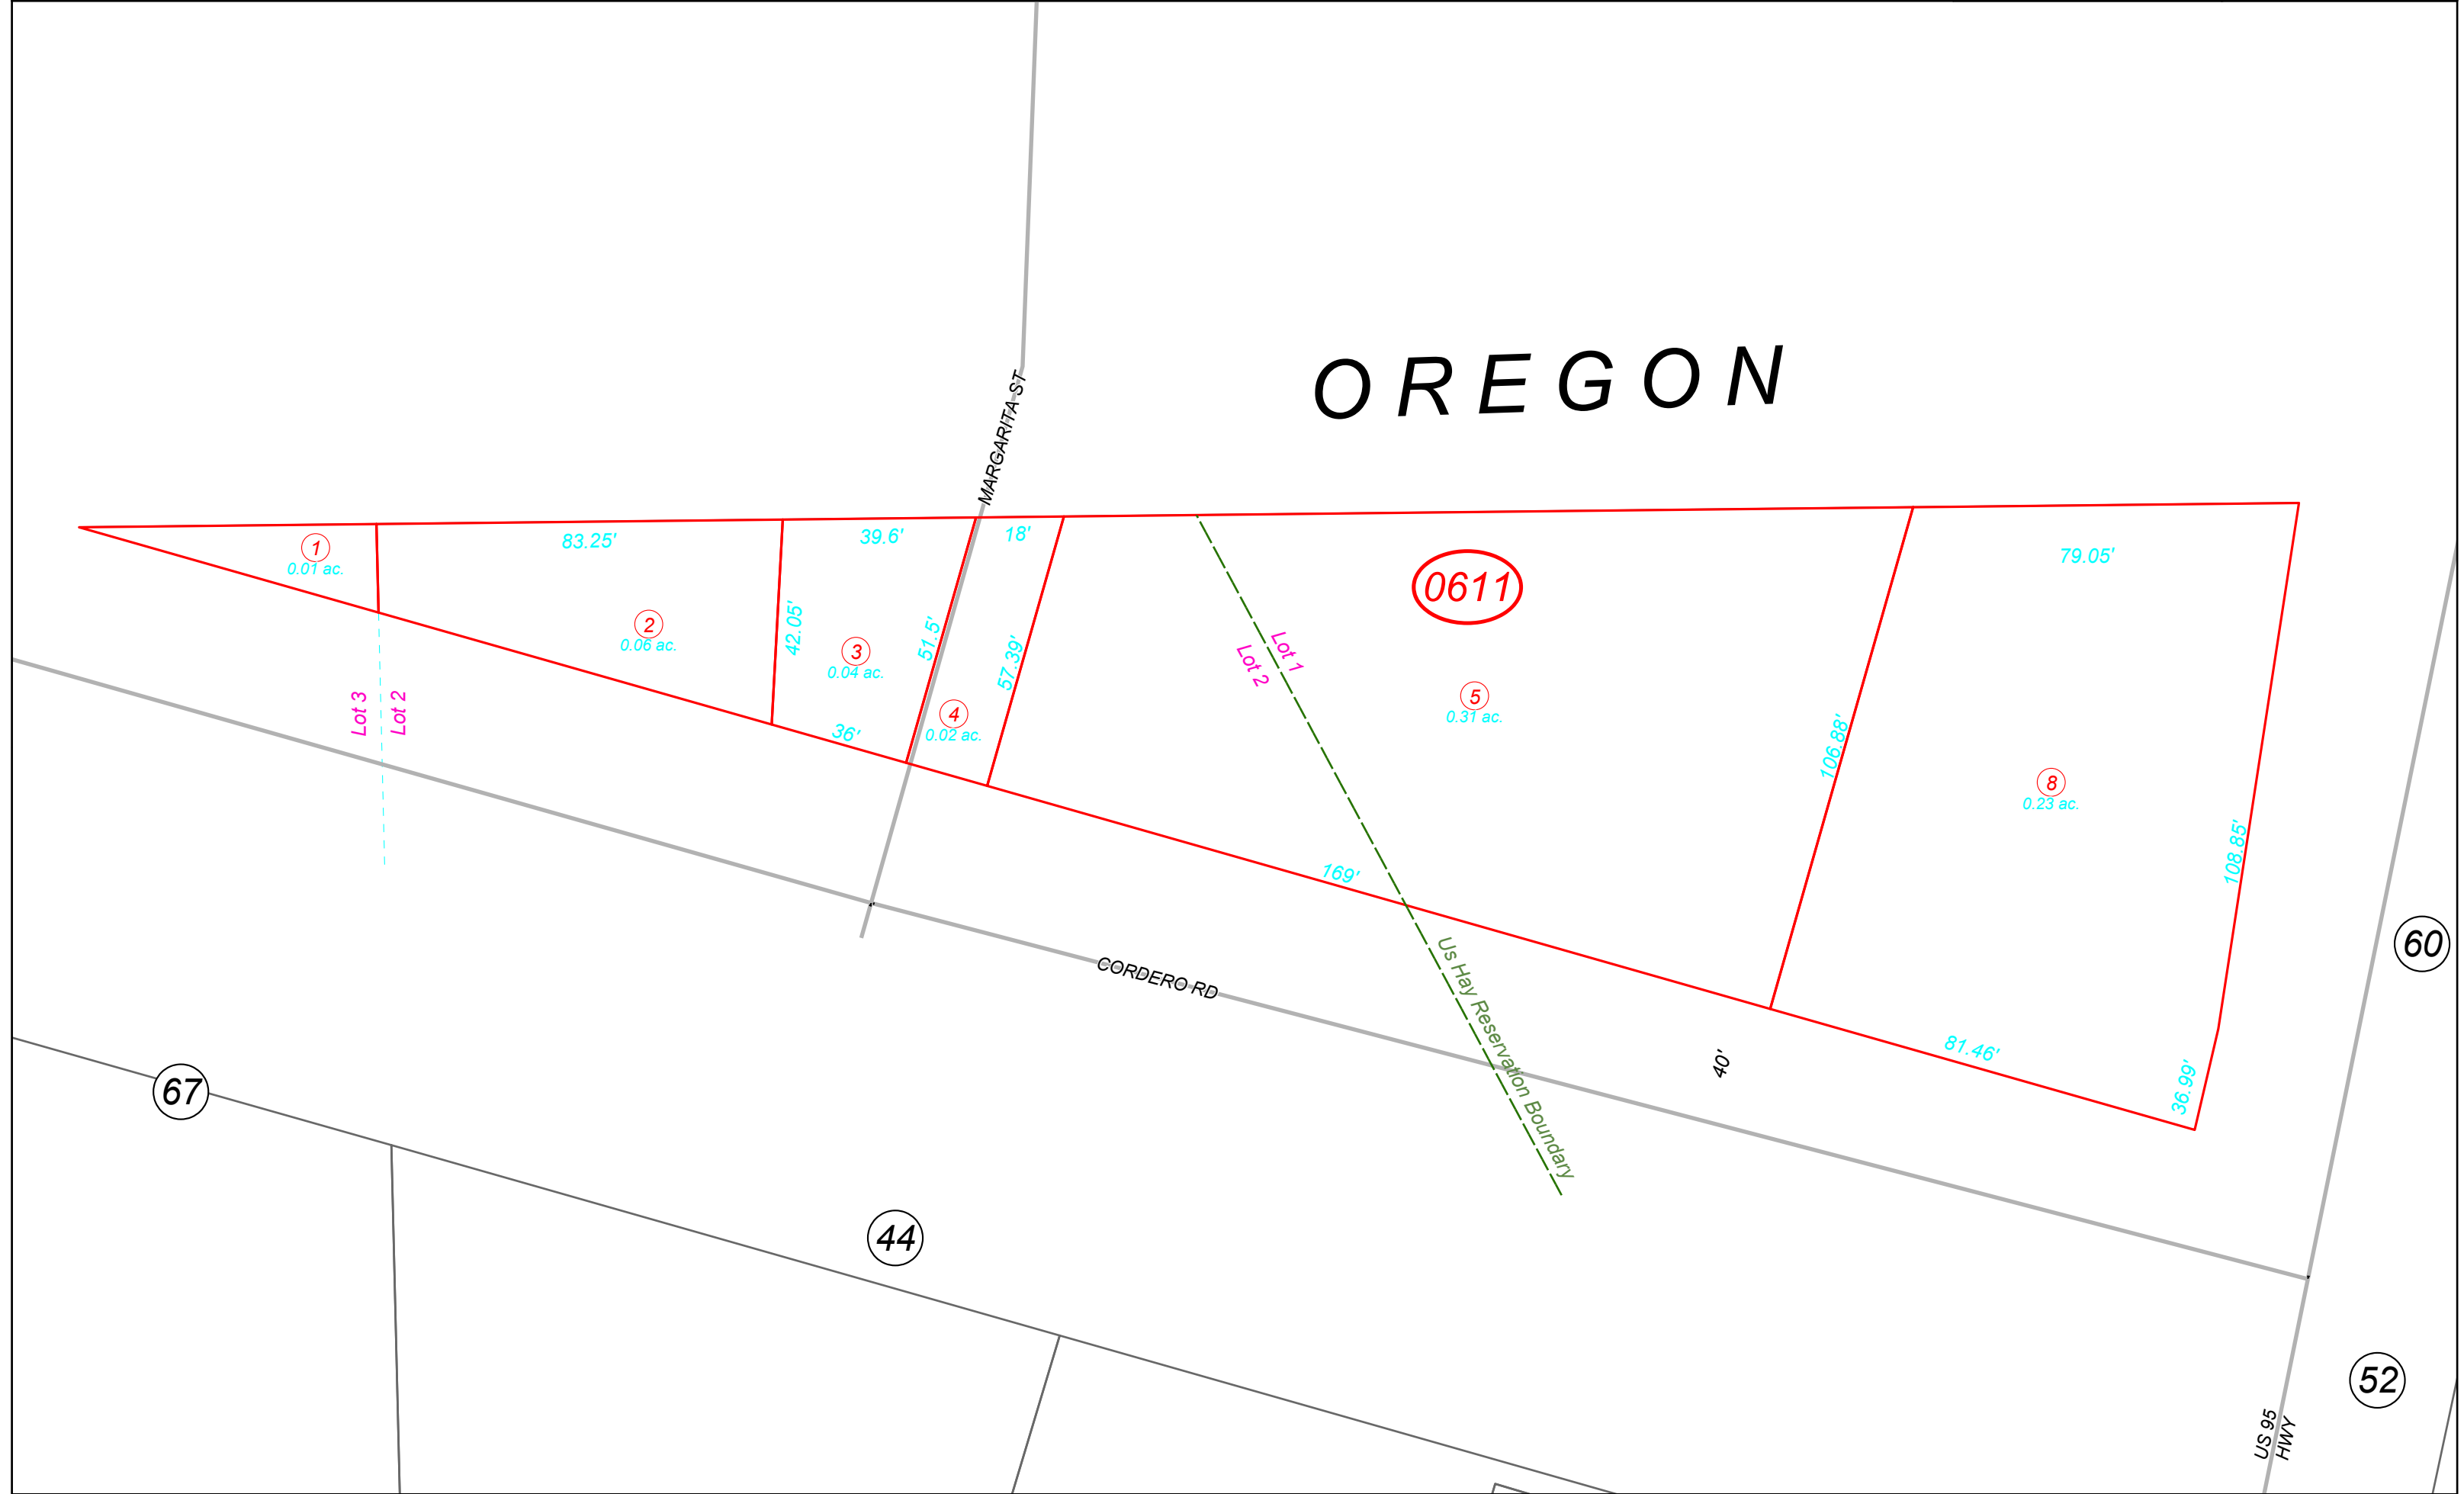 OREGON
MARGARITA ST
1
0.01 ac.
83.25'
39.6'
18'
79.05'
0611
2
0.06 ac.
42.05'
3
0.04 ac.
51.5'
57.39'
Lot 1
Lot 2
5
0.31 ac.
Lot 3
Lot 2
36'
4
0.02 ac.
106.88'
8
0.23 ac.
108.85'
169'
60
CORDERO RD
Us Hay Reservation Boundary
40'
81.46'
36.99'
67
44
52
US 95
HWY